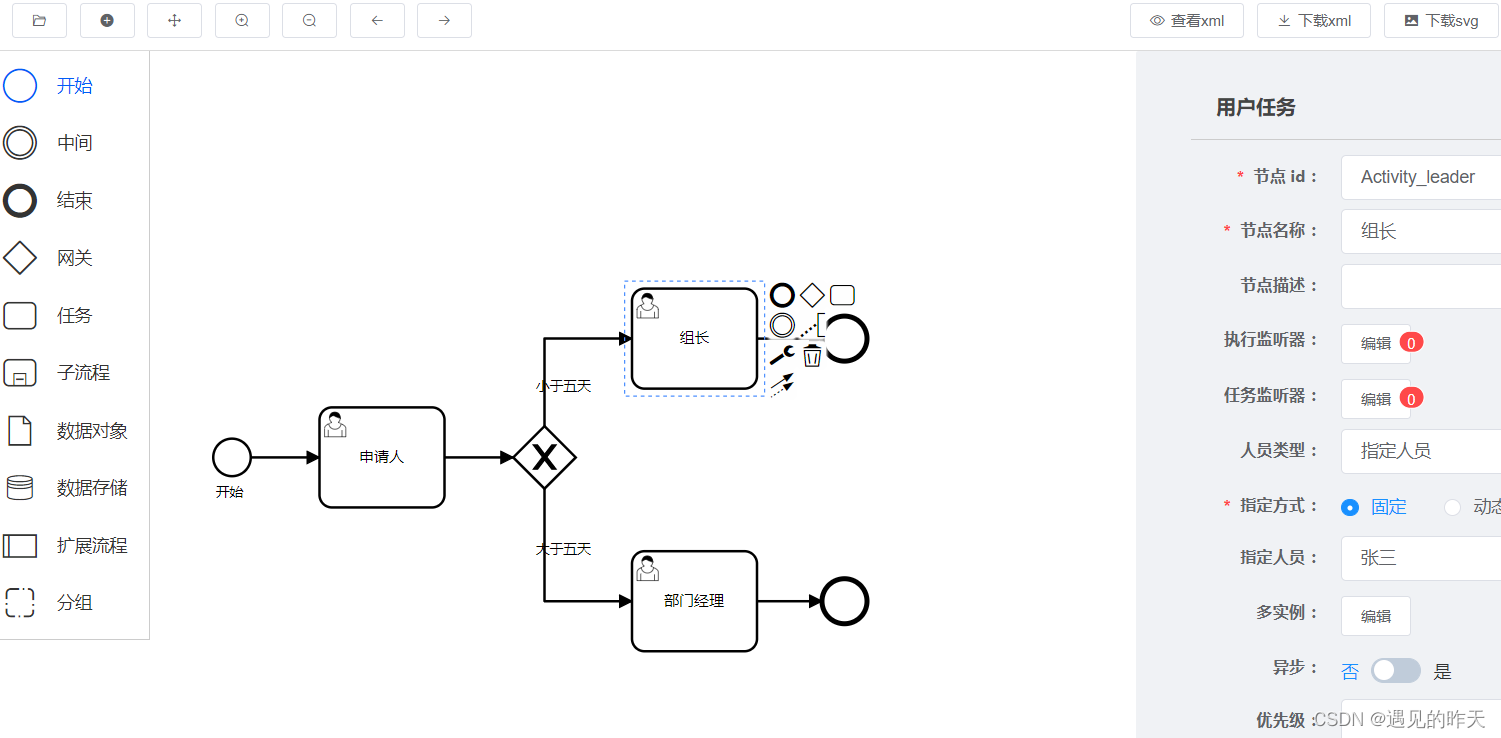 查看xml
下载xml
下载svg
开始
中间
结束
网关
任务
子流程
数据对象
数据存储
扩展流程
分组
开始
申请人
小于五天
大于五天
组长
部门经理
用户任务
* 节点 id： Activity_leader
* 节点名称： 组长
节点描述：
执行监听器： 编辑 0
任务监听器： 编辑 0
人员类型： 指定人员
* 指定方式： 固定 动态
指定人员： 张三
多实例： 编辑
异步： 否 是
优先级：
CSDN @遇见的昨天